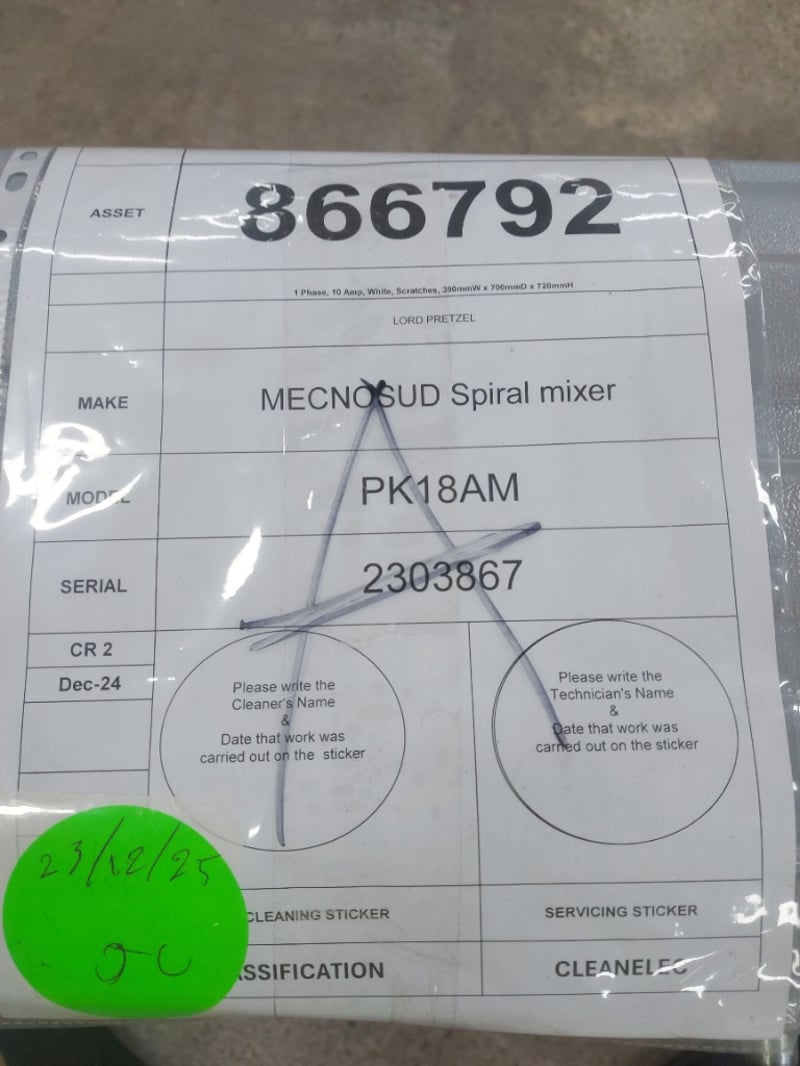 ASSET
866792
1 Phase, 10 Amp, White, Scratches, 390mmW x 700mmD x 720mmH
LORD PRETZEL
MAKE
MECNOSUD Spiral mixer
MODEL
PK18AM
SERIAL
2303867
CR 2
Dec-24
Please write the
Cleaner's Name
&
Date that work was
carried out on the sticker
Please write the
Technician's Name
&
Date that work was
carried out on the sticker
A
23/12/25
CLEANING STICKER
SERVICING STICKER
SSIFICATION
CLEANELEC